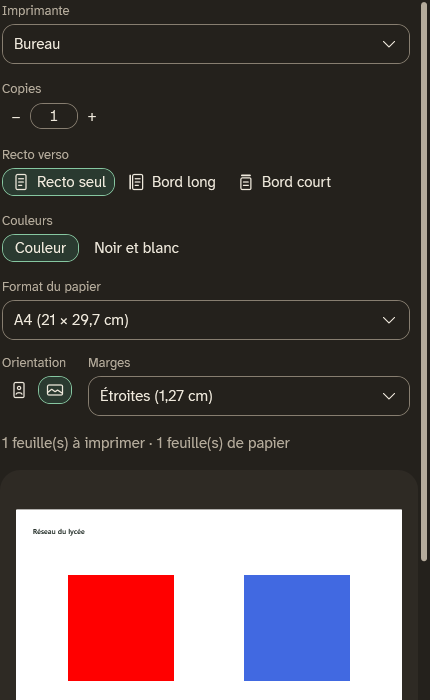 Imprimante
Bureau
Copies
− 1 +
Recto verso
Recto seul Bord long Bord court
Couleurs
Couleur Noir et blanc
Format du papier
A4 (21 × 29,7 cm)
Orientation Marges
Étroites (1,27 cm)
1 feuille(s) à imprimer · 1 feuille(s) de papier
Réseau du lycée